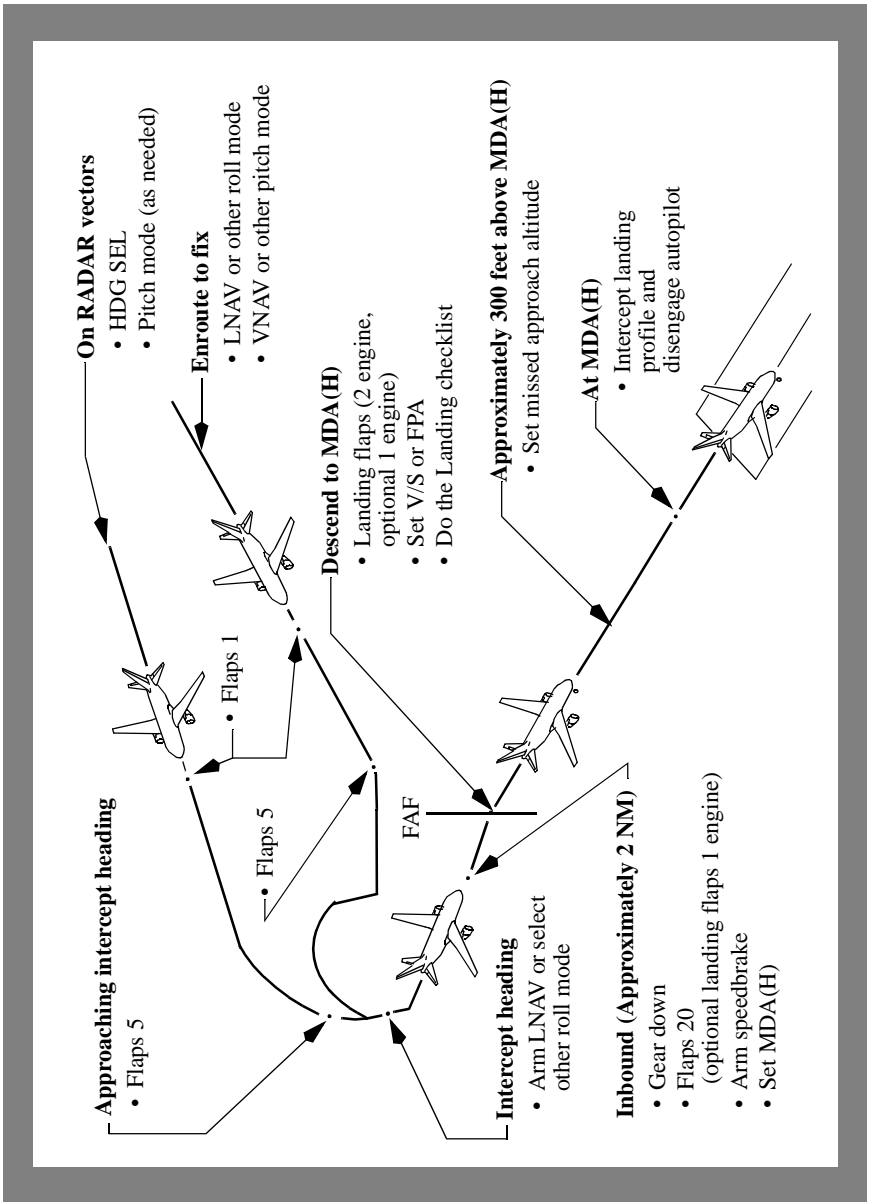 On RADAR vectors
• HDG SEL
• Pitch mode (as needed)
Enroute to fix
• LNAV or other roll mode
• VNAV or other pitch mode
Approaching intercept heading
• Flaps 5
• Flaps 1
• Flaps 5
Intercept heading
• Arm LNAV or select
other roll mode
Inbound (Approximately 2 NM)
• Gear down
• Flaps 20
(optional landing flaps 1 engine)
• Arm speedbrake
• Set MDA(H)
FAF
Descend to MDA(H)
• Landing flaps (2 engine,
optional 1 engine)
• Set V/S or FPA
• Do the Landing checklist
Approximately 300 feet above MDA(H)
• Set missed approach altitude
At MDA(H)
• Intercept landing
profile and
disengage autopilot